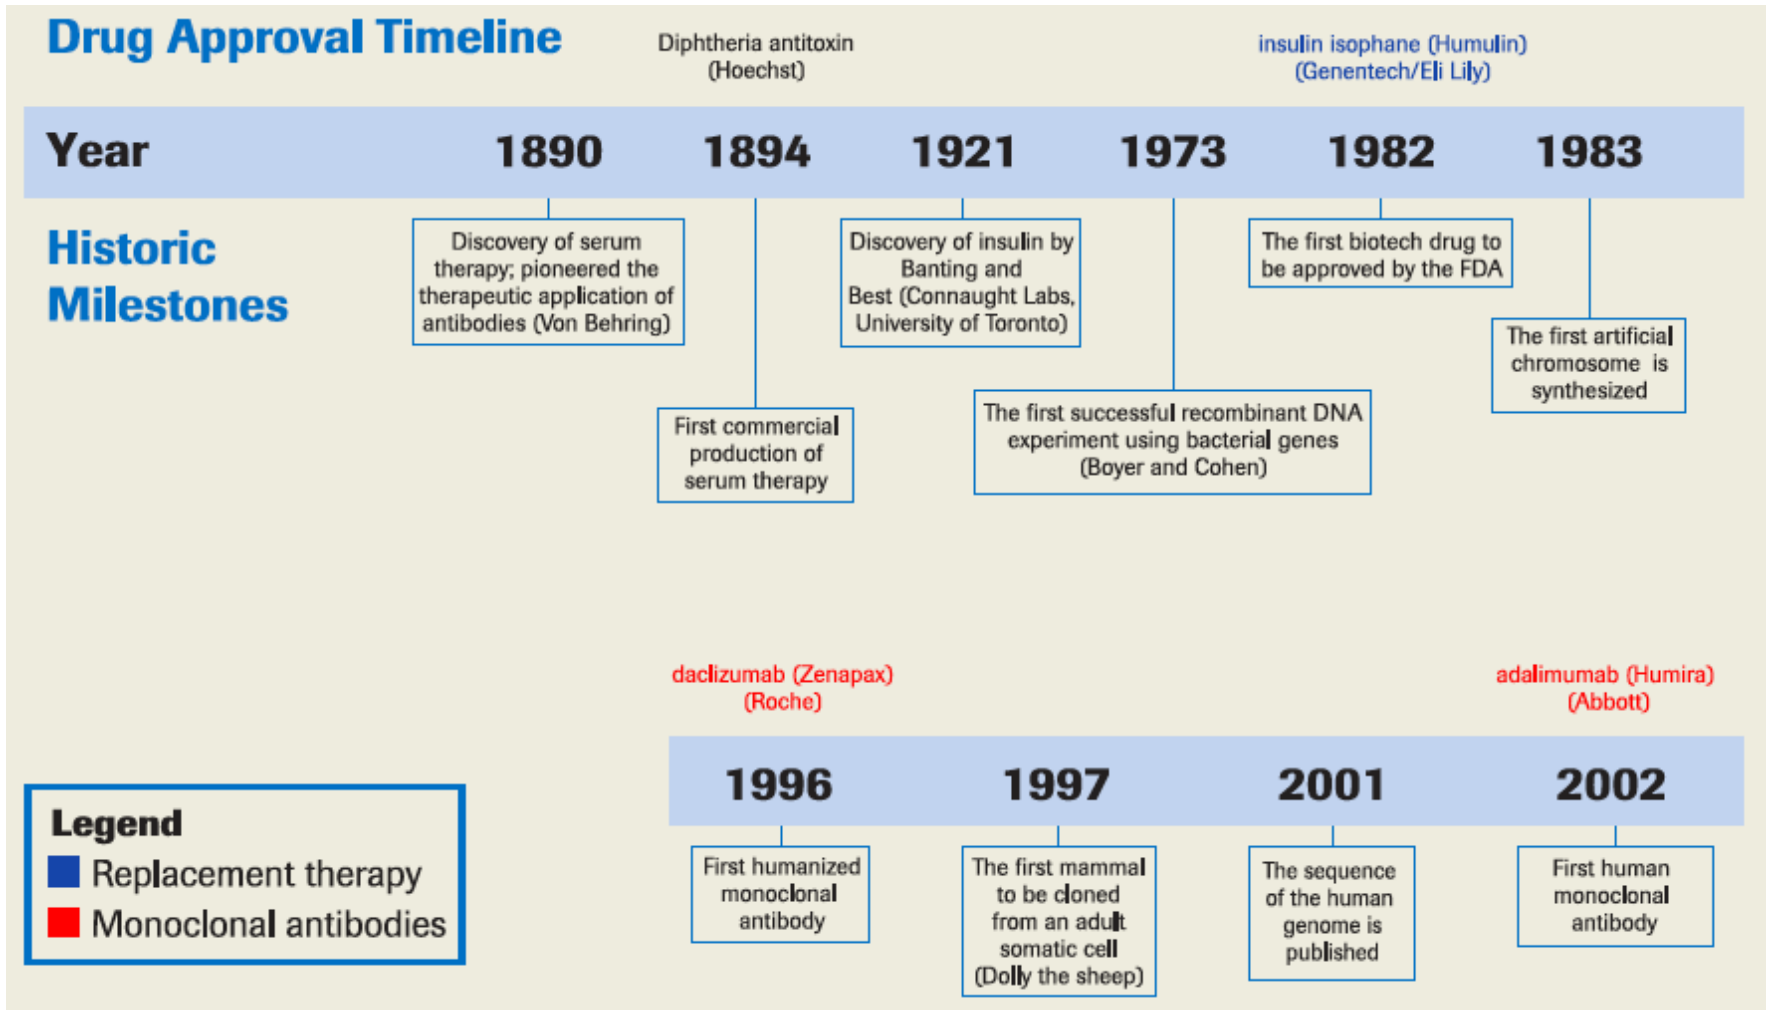 Drug Approval Timeline
Diphtheria antitoxin
(Hoechst)
insulin isophane (Humulin)
(Genentech/Eli Lily)
Year 1890 1894 1921 1973 1982 1983
Historic
Milestones
Discovery of serum
therapy; pioneered the
therapeutic application of
antibodies (Von Behring)
First commercial
production of
serum therapy
Discovery of insulin by
Banting and
Best (Connaught Labs,
University of Toronto)
The first successful recombinant DNA
experiment using bacterial genes
(Boyer and Cohen)
The first biotech drug to
be approved by the FDA
The first artificial
chromosome is
synthesized
daclizumab (Zenapax)
(Roche)
adalimumab (Humira)
(Abbott)
1996 1997 2001 2002
First humanized
monoclonal
antibody
The first mammal
to be cloned
from an adult
somatic cell
(Dolly the sheep)
The sequence
of the human
genome is
published
First human
monoclonal
antibody
Legend
Replacement therapy
Monoclonal antibodies